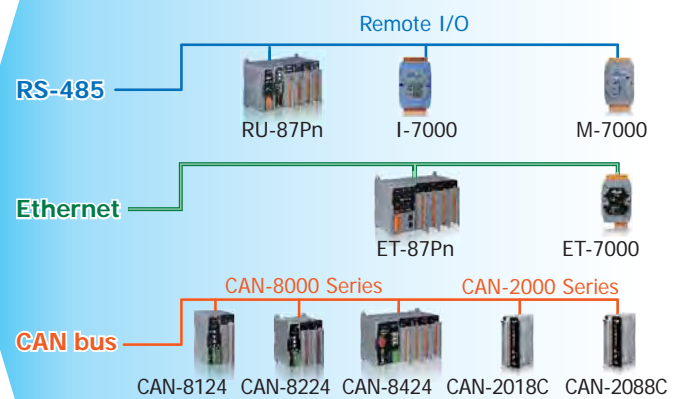 Remote I/O
RS-485
RU-87Pn I-7000 M-7000
Ethernet
ET-87Pn ET-7000
CAN-8000 Series CAN-2000 Series
CAN bus
CAN-8124 CAN-8224 CAN-8424 CAN-2018C CAN-2088C